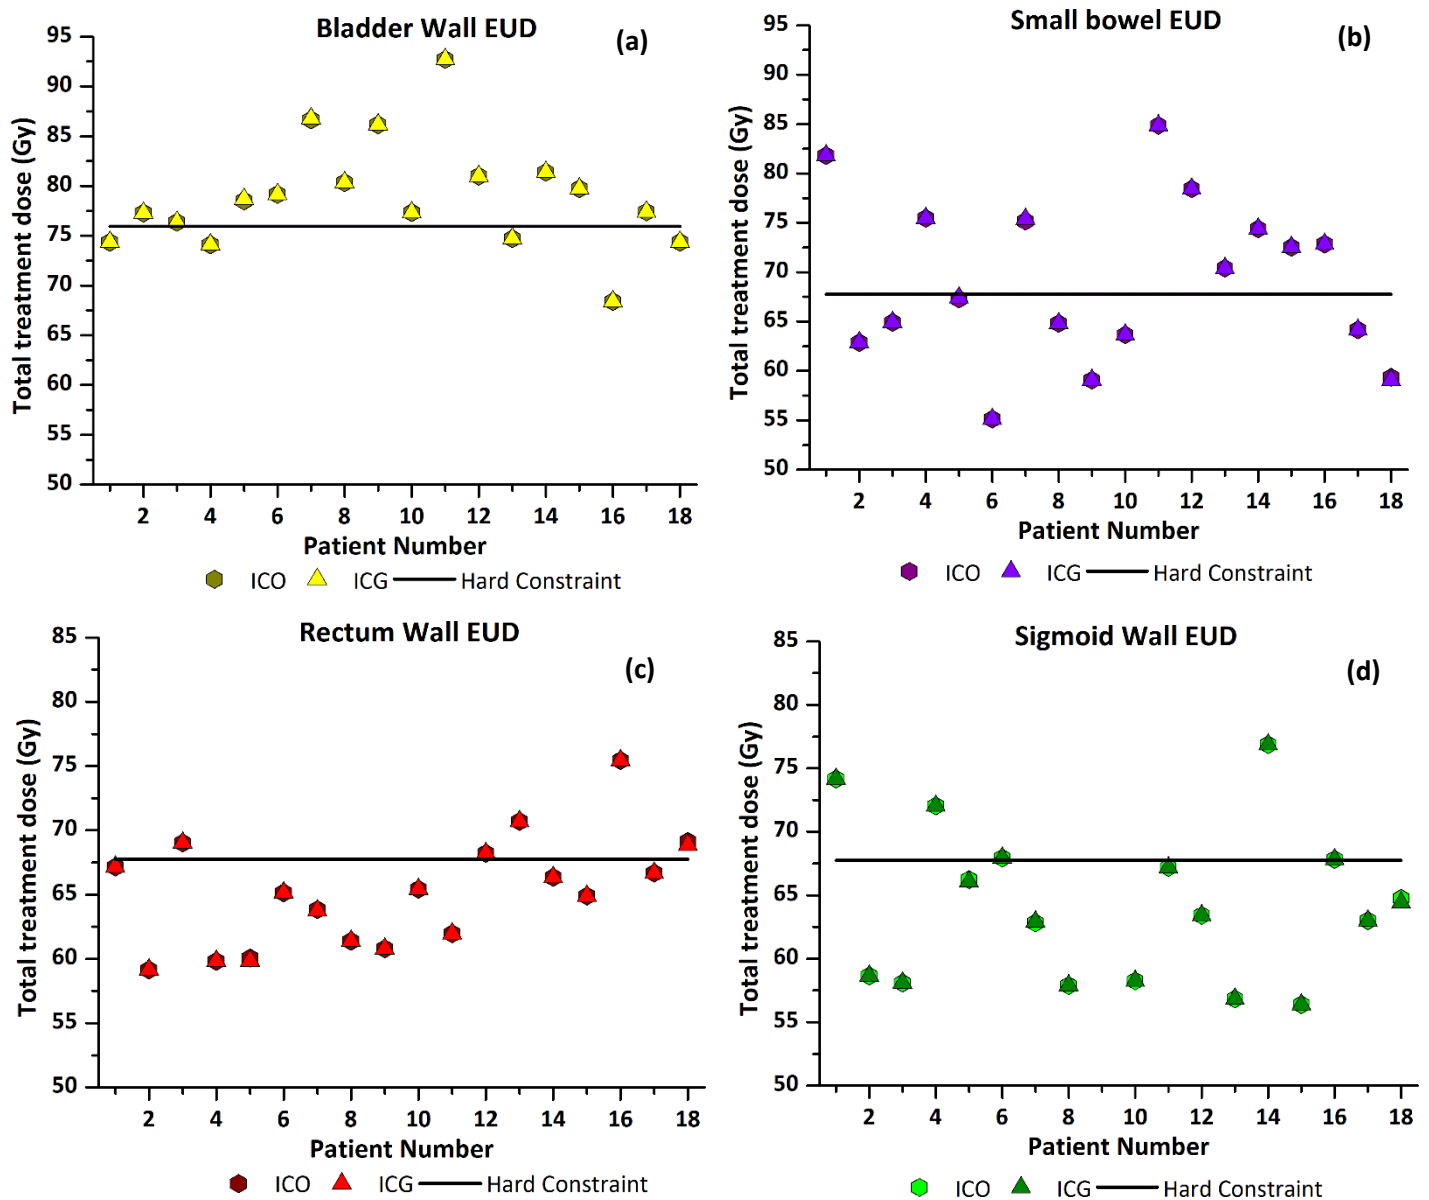 Bladder Wall EUD
(a)
Total treatment dose (Gy)
95
90
85
80
75
70
65
60
55
50
2 4 6 8 10 12 14 16 18
Patient Number
ICO ICG Hard Constraint
Small bowel EUD
(b)
Total treatment dose (Gy)
95
90
85
80
75
70
65
60
55
50
2 4 6 8 10 12 14 16 18
Patient Number
ICO ICG Hard Constraint
Rectum Wall EUD
(c)
Total treatment dose (Gy)
85
80
75
70
65
60
55
50
2 4 6 8 10 12 14 16 18
Patient Number
ICO ICG Hard Constraint
Sigmoid Wall EUD
(d)
Total treatment dose (Gy)
85
80
75
70
65
60
55
50
2 4 6 8 10 12 14 16 18
Patient Number
ICO ICG Hard Constraint